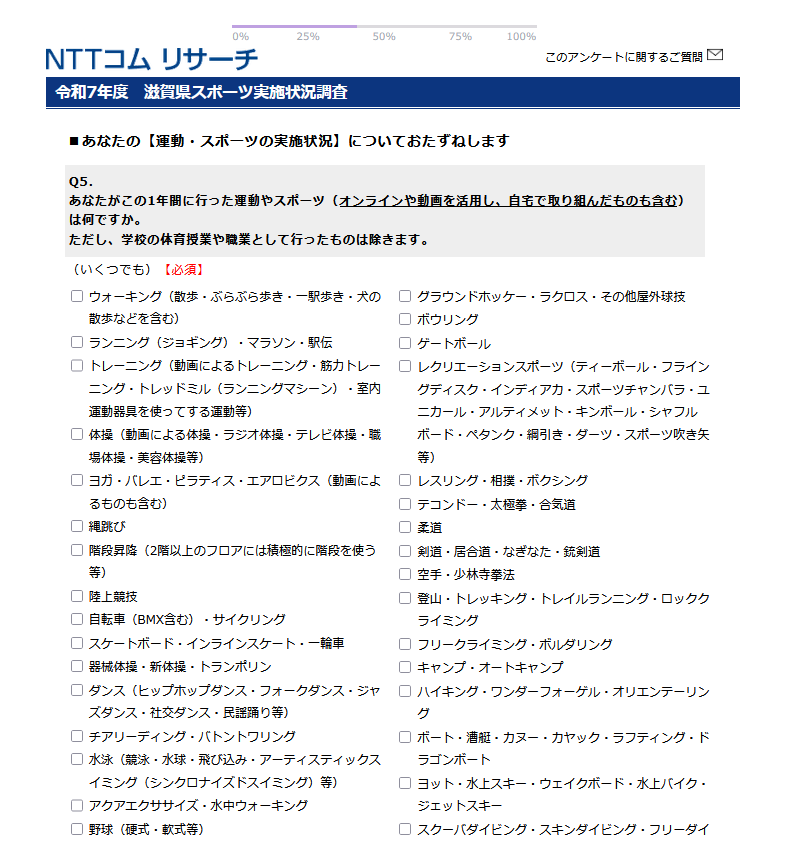 0% 25% 50% 75% 100%
NTTコム リサーチ
このアンケートに関するご質問
令和7年度 滋賀県スポーツ実施状況調査
■あなたの【運動・スポーツの実施状況】についておたずねします
Q5.
あなたがこの1年間に行った運動やスポーツ（オンラインや動画を活用し、自宅で取り組んだものも含む）
は何ですか。
ただし、学校の体育授業や職業として行ったものは除きます。
（いくつでも）【必須】
ウォーキング（散歩・ぶらぶら歩き・一駅歩き・犬の
散歩などを含む）
ランニング（ジョギング）・マラソン・駅伝
トレーニング（動画によるトレーニング・筋力トレー
ニング・トレッドミル（ランニングマシーン）・室内
運動器具を使ってする運動等）
体操（動画による体操・ラジオ体操・テレビ体操・職
場体操・美容体操等）
ヨガ・バレエ・ピラティス・エアロビクス（動画によ
るものも含む）
縄跳び
階段昇降（2階以上のフロアには積極的に階段を使う
等）
陸上競技
自転車（BMX含む）・サイクリング
スケートボード・インラインスケート・一輪車
器械体操・新体操・トランポリン
ダンス（ヒップホップダンス・フォークダンス・ジャ
ズダンス・社交ダンス・民謡踊り等）
チアリーディング・バトントワリング
水泳（競泳・水球・飛び込み・アーティスティックス
イミング（シンクロナイズドスイミング）等）
アクアエクササイズ・水中ウォーキング
野球（硬式・軟式等）
グラウンドホッケー・ラクロス・その他屋外球技
ボウリング
ゲートボール
レクリエーションスポーツ（ティーボール・フライン
グディスク・インディアカ・スポーツチャンバラ・ユ
ニカール・アルティメット・キンボール・シャフル
ボード・ペタンク・綱引き・ダーツ・スポーツ吹き矢
等）
レスリング・相撲・ボクシング
テコンドー・太極拳・合気道
柔道
剣道・居合道・なぎなた・銃剣道
空手・少林寺拳法
登山・トレッキング・トレイルランニング・ロックク
ライミング
フリークライミング・ボルダリング
キャンプ・オートキャンプ
ハイキング・ワンダーフォーゲル・オリエンテーリン
グ
ボート・漕艇・カヌー・カヤック・ラフティング・ド
ラゴンボート
ヨット・水上スキー・ウェイクボード・水上バイク・
ジェットスキー
スクーバダイビング・スキンダイビング・フリーダイ